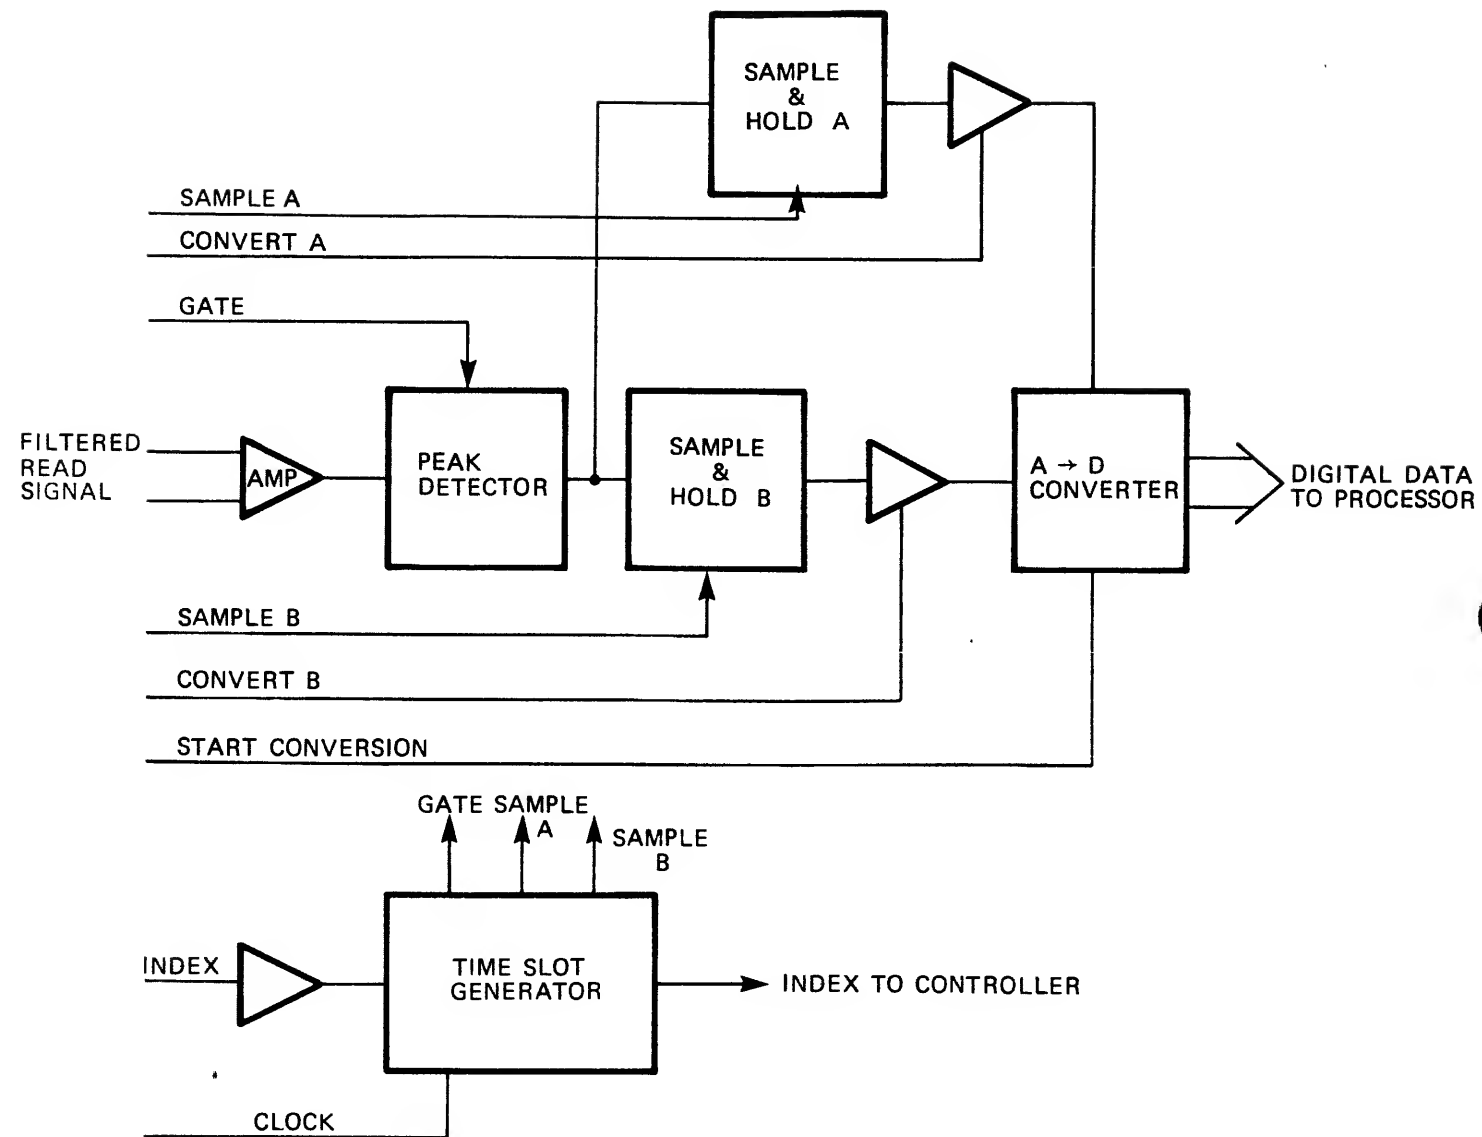 SAMPLE
&
HOLD A
SAMPLE A
CONVERT A
GATE
FILTERED
READ
SIGNAL
AMP
PEAK
DETECTOR
SAMPLE
&
HOLD B
A → D
CONVERTER
DIGITAL DATA
TO PROCESSOR
SAMPLE B
CONVERT B
START CONVERSION
GATE SAMPLE
A
SAMPLE
B
INDEX
TIME SLOT
GENERATOR
INDEX TO CONTROLLER
CLOCK